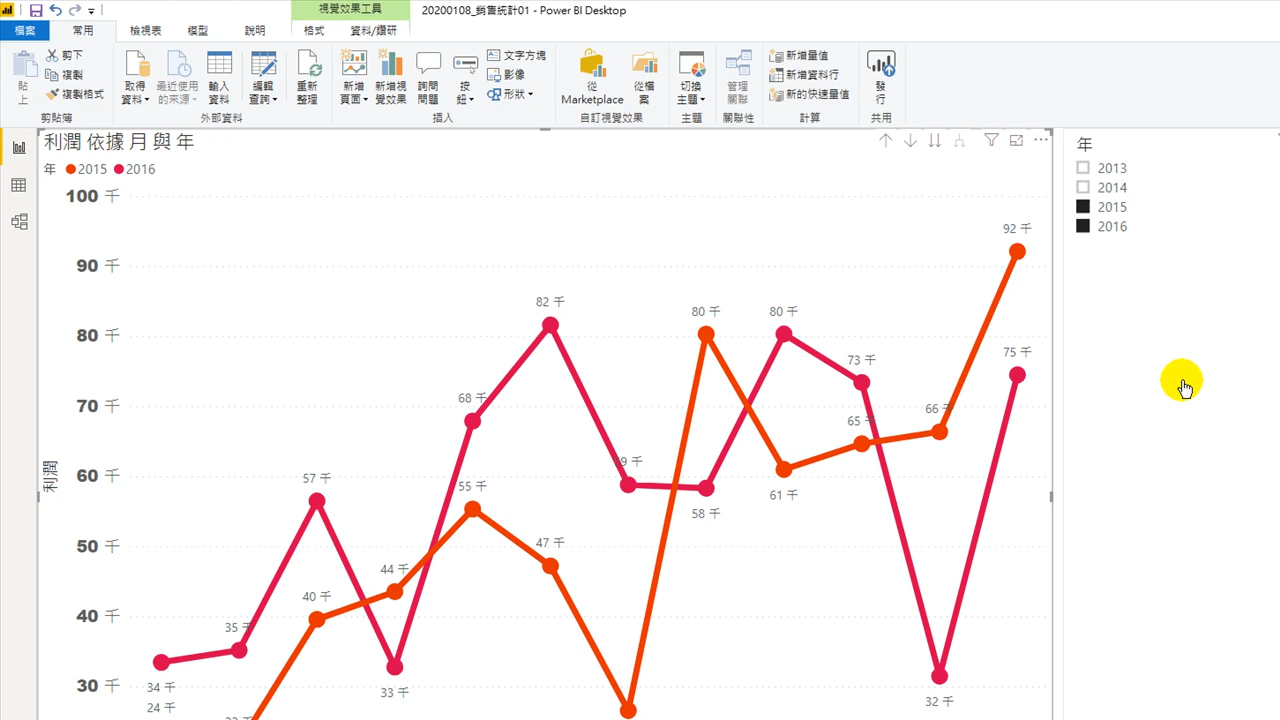 視覺效果工具
20200108_銷售統計01 - Power BI Desktop
檔案 常用 檢視表 模型 說明 格式 資料/鑽研
貼上
剪下
複製
複製格式
取得資料
最近使用的來源
輸入資料
編輯查詢
重新整理
新增頁面
新增視覺效果
詢問問題
按鈕
文字方塊
影像
形狀
從 Marketplace
從檔案
切換主題
管理關聯
新增量值
新增資料行
新的快速量值
發行
剪貼簿 外部資料 插入 自訂視覺效果 主題 關聯性 計算 共用
利潤 依據 月 與 年
年 2015 2016
100 千
90 千
80 千
70 千
60 千
50 千
40 千
30 千
利潤
34 千
24 千
35 千
57 千
40 千
44 千
33 千
68 千
55 千
82 千
47 千
80 千
58 千
80 千
61 千
73 千
65 千
66 千
32 千
92 千
75 千
年
2013
2014
2015
2016